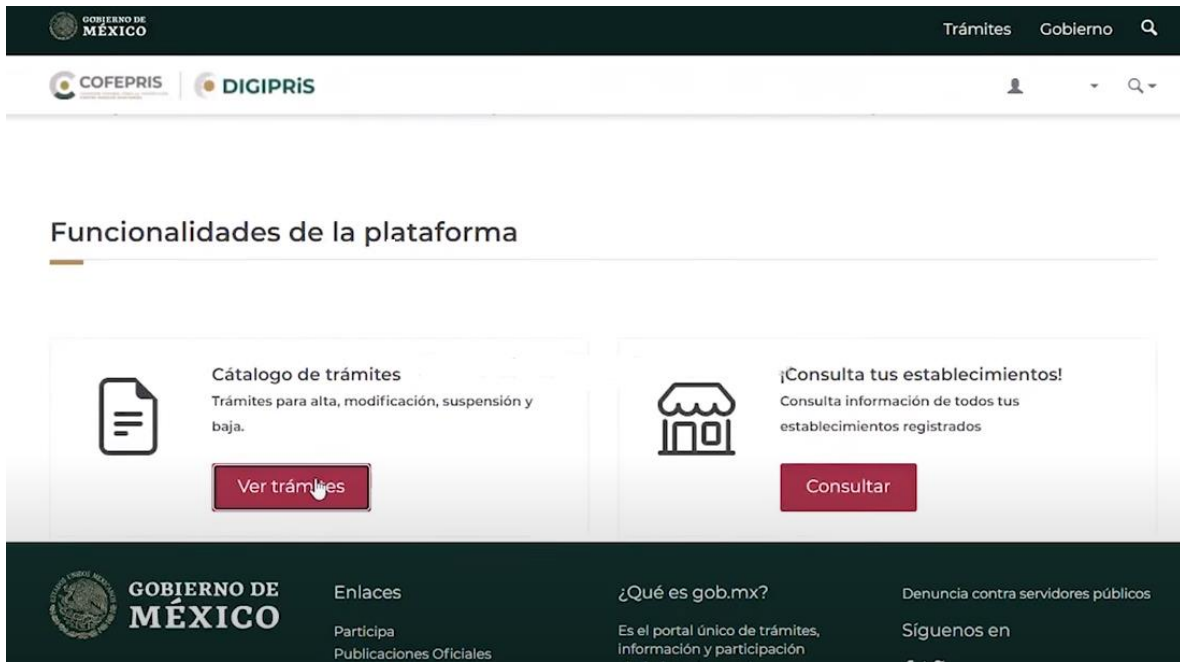 GOBIERNO DE
MÉXICO
Trámites Gobierno
COFEPRIS DIGIPRiS
Funcionalidades de la plataforma
Cátalogo de trámites
Trámites para alta, modificación, suspensión y
baja.
Ver trámites
¡Consulta tus establecimientos!
Consulta información de todos tus
establecimientos registrados
Consultar
GOBIERNO DE
MÉXICO
Enlaces
Participa
Publicaciones Oficiales
¿Qué es gob.mx?
Es el portal único de trámites,
información y participación
Denuncia contra servidores públicos
Síguenos en